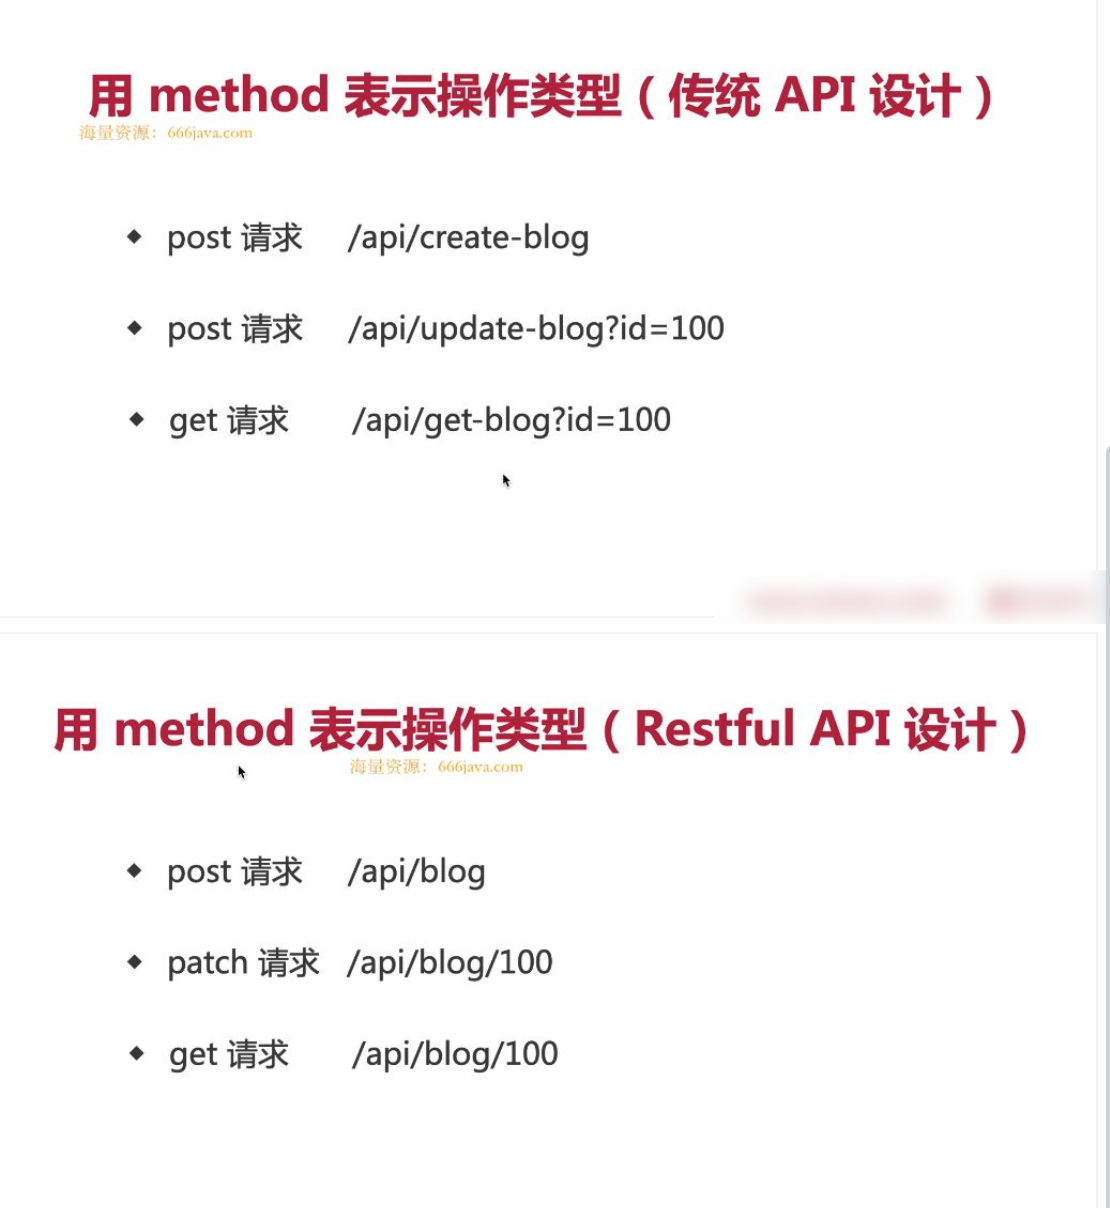 用 method 表示操作类型（传统 API 设计）
海量资源：666java.com
◆ post 请求 /api/create-blog
◆ post 请求 /api/update-blog?id=100
◆ get 请求 /api/get-blog?id=100
用 method 表示操作类型（Restful API 设计）
海量资源：666java.com
◆ post 请求 /api/blog
◆ patch 请求 /api/blog/100
◆ get 请求 /api/blog/100